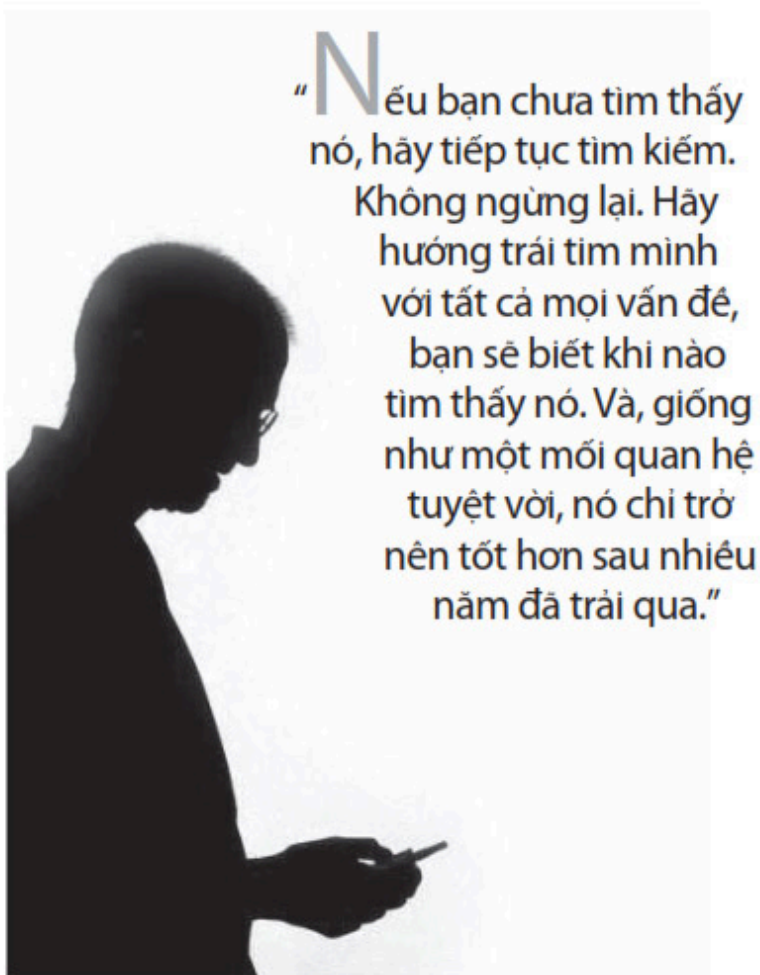 “Nếu bạn chưa tìm thấy
nó, hãy tiếp tục tìm kiếm.
Không ngừng lại. Hãy
hướng trái tim mình
với tất cả mọi vấn đề,
bạn sẽ biết khi nào
tìm thấy nó. Và, giống
như một mối quan hệ
tuyệt vời, nó chỉ trở
nên tốt hơn sau nhiều
năm đã trải qua.”